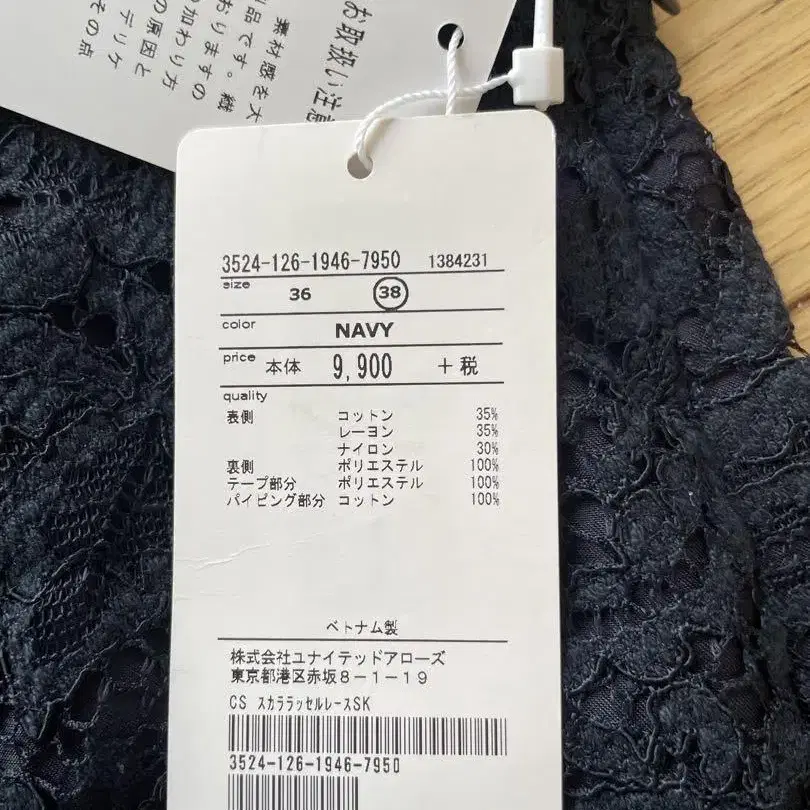 お取扱い注意
素材感を大
品です。繊
おりますの
の加わり方
の原因と
デリケ
その点
3524-126-1946-7950 1384231
size 36 38
color NAVY
price 本体 9,900 +税
quality
表側 コットン 35%
レーヨン 35%
ナイロン 30%
裏側 ポリエステル 100%
テープ部分 ポリエステル 100%
パイピング部分 コットン 100%
ベトナム製
株式会社ユナイテッドアローズ
東京都港区赤坂8-1-19
CS スカララッセルレースSK
3524-126-1946-7950